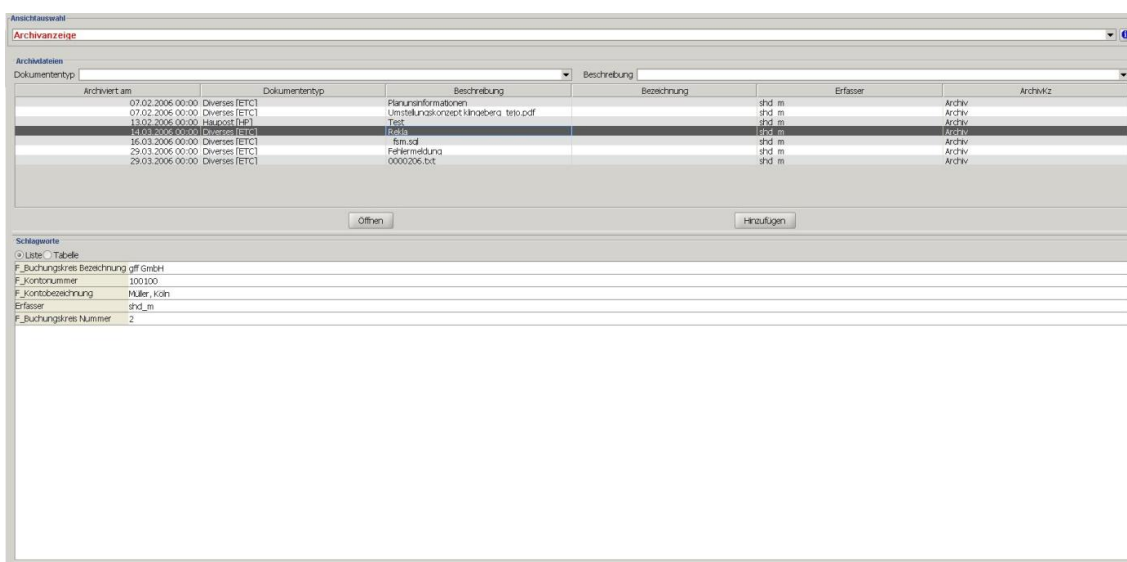 Ansichtauswahl
Archivanzeige
Archivdateien
Dokumententyp Beschreibung
Archiviert am Dokumententyp Beschreibung Bezeichnung Erfasser ArchivKz
07.02.2006 00:00 Diverses [ETC] Planunsinformationen shd_m Archiv
07.02.2006 00:00 Diverses [ETC] Umstellungskonzept klingeberg_tejo.pdf shd_m Archiv
13.02.2006 00:00 Haupost [HP] Test shd_m Archiv
14.03.2006 00:00 Diverses [ETC] Rekla shd_m Archiv
16.03.2006 00:00 Diverses [ETC] _fsm.sql shd_m Archiv
29.03.2006 00:00 Diverses [ETC] Fehlermeldung shd_m Archiv
29.03.2006 00:00 Diverses [ETC] 0000206.txt shd_m Archiv
Öffnen Hinzufügen
Schlagworte
Liste Tabelle
F_Buchungskreis Bezeichnung gff GmbH
F_Kontonummer 100100
F_Kontobezeichnung Müller, Köln
Erfasser shd_m
F_Buchungskreis Nummer 2